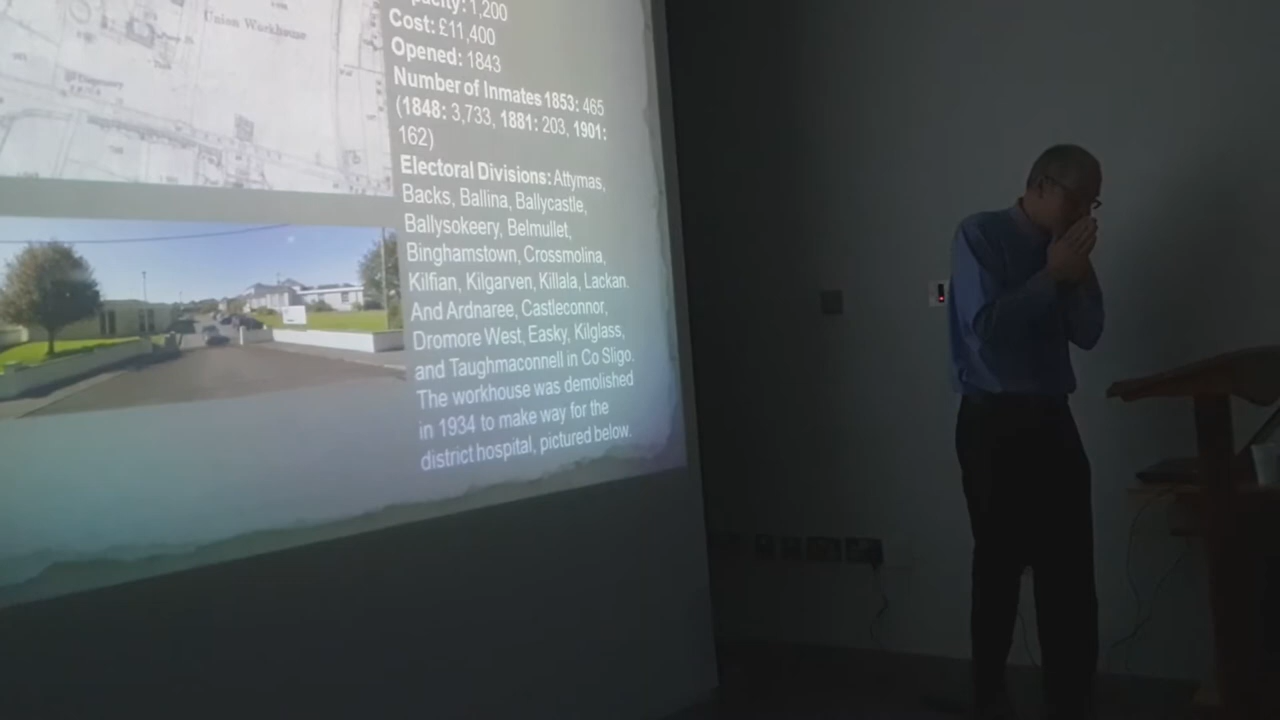 Union Workhouse
pacity: 1,200
Cost: £11,400
Opened: 1843
Number of Inmates 1853: 465
(1848: 3,733, 1881: 203, 1901:
162)
Electoral Divisions: Attymas,
Backs, Ballina, Ballycastle,
Ballysokeery, Belmullet,
Binghamstown, Crossmolina,
Kilfian, Kilgarven, Killala, Lackan.
And Ardnaree, Castleconnor,
Dromore West, Easky, Kilglass,
and Taughmaconnell in Co Sligo.
The workhouse was demolished
in 1934 to make way for the
district hospital, pictured below.